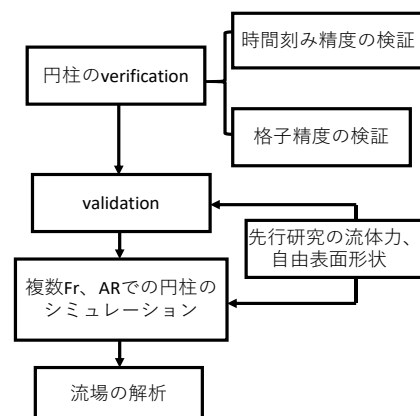 時間刻み精度の検証
円柱のverification
格子精度の検証
validation
先行研究の流体力、
自由表面形状
複数Fr、ARでの円柱の
シミュレーション
流場の解析